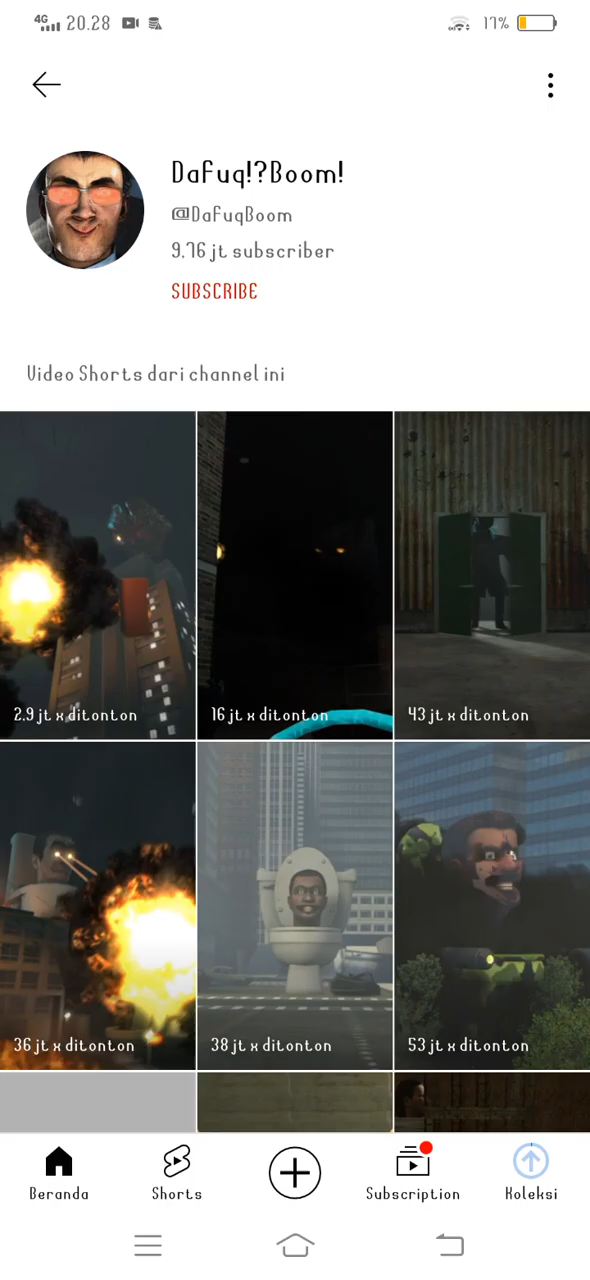 4G 20.28 17%
DaFuq!?Boom!
@DaFuqBoom
9,76 jt subscriber
SUBSCRIBE
Video Shorts dari channel ini
2.9 jt x ditonton
16 jt x ditonton
43 jt x ditonton
36 jt x ditonton
38 jt x ditonton
53 jt x ditonton
Beranda
Shorts
Subscription
Koleksi